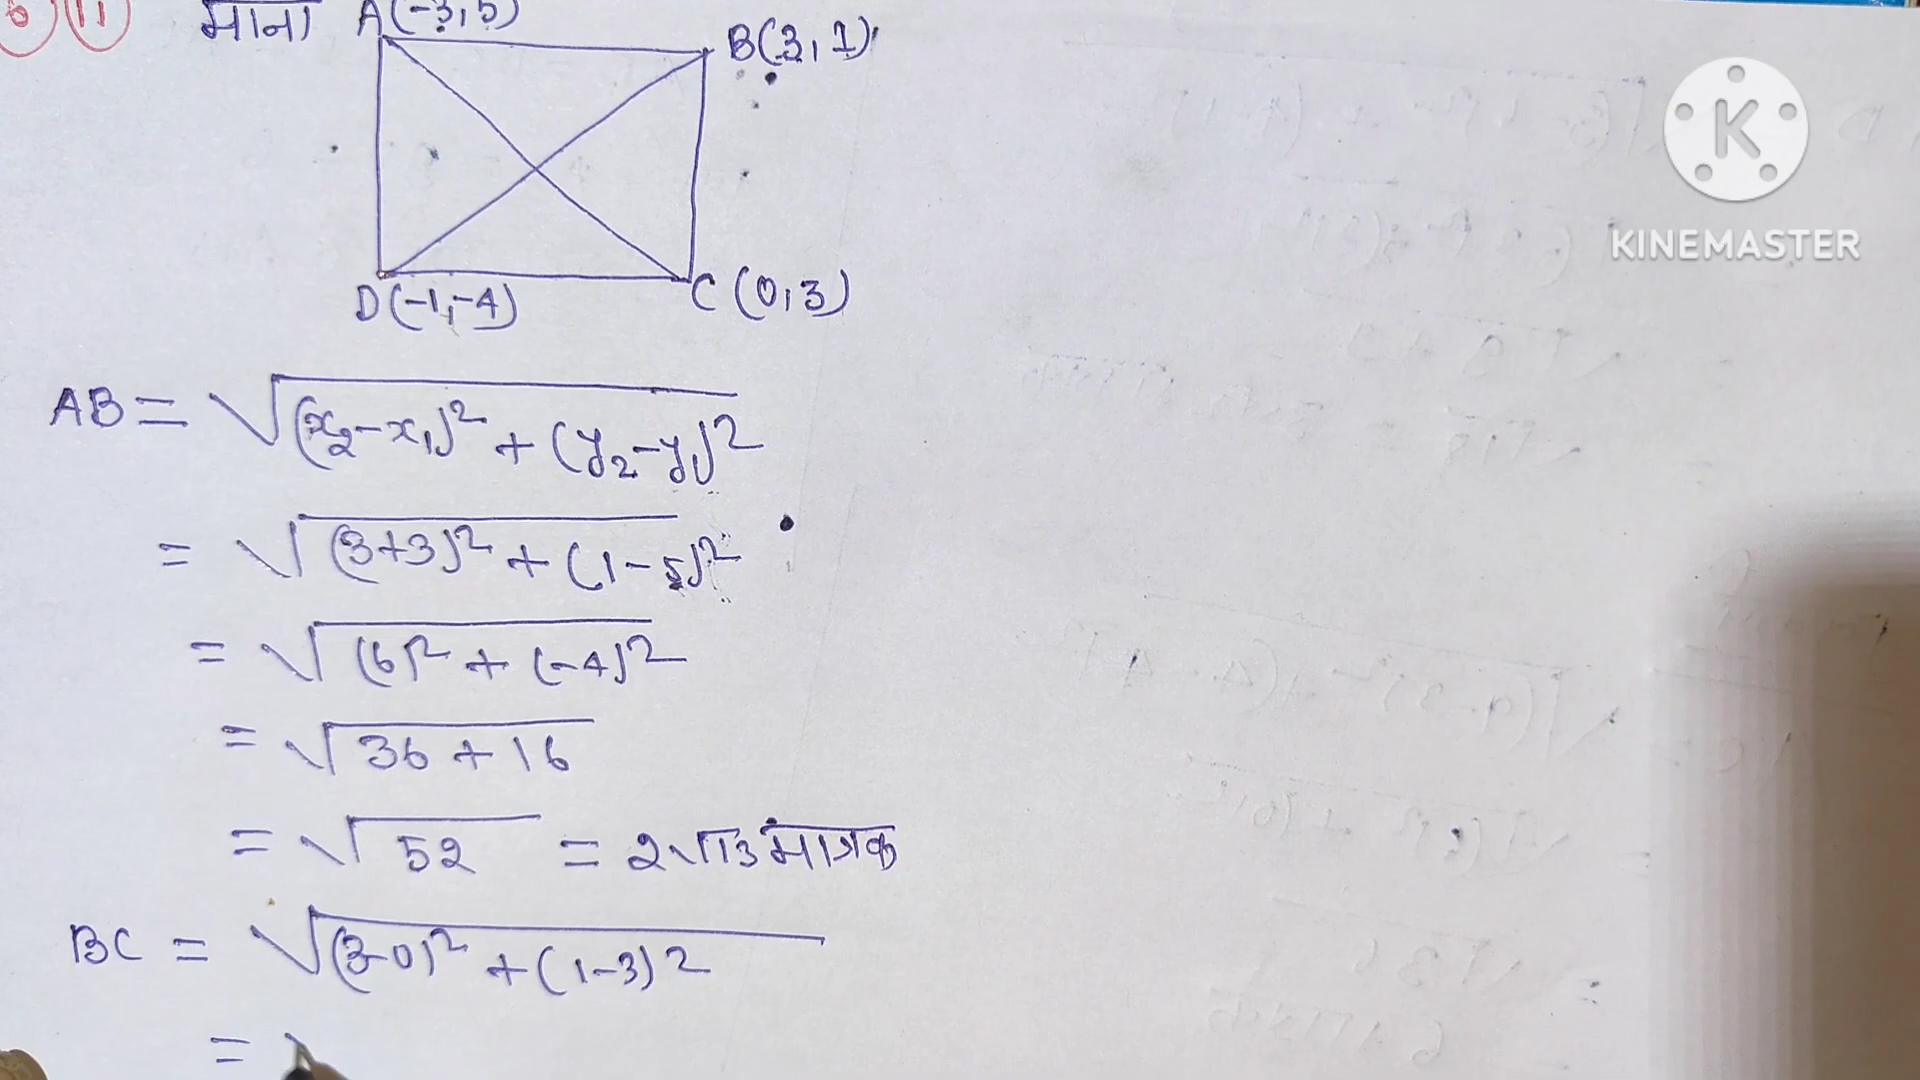 6 11 माना A(-3,5)
B(3,1)
D(-1,-4) C(0,3)
K
KINEMASTER
AB = √(x₂-x₁)² + (y₂-y₁)²
= √(3+3)² + (1-5)²
= √(6)² + (-4)²
= √36 + 16
= √52 = 2√13 मात्रक
BC = √(3-0)² + (1-3)²
=